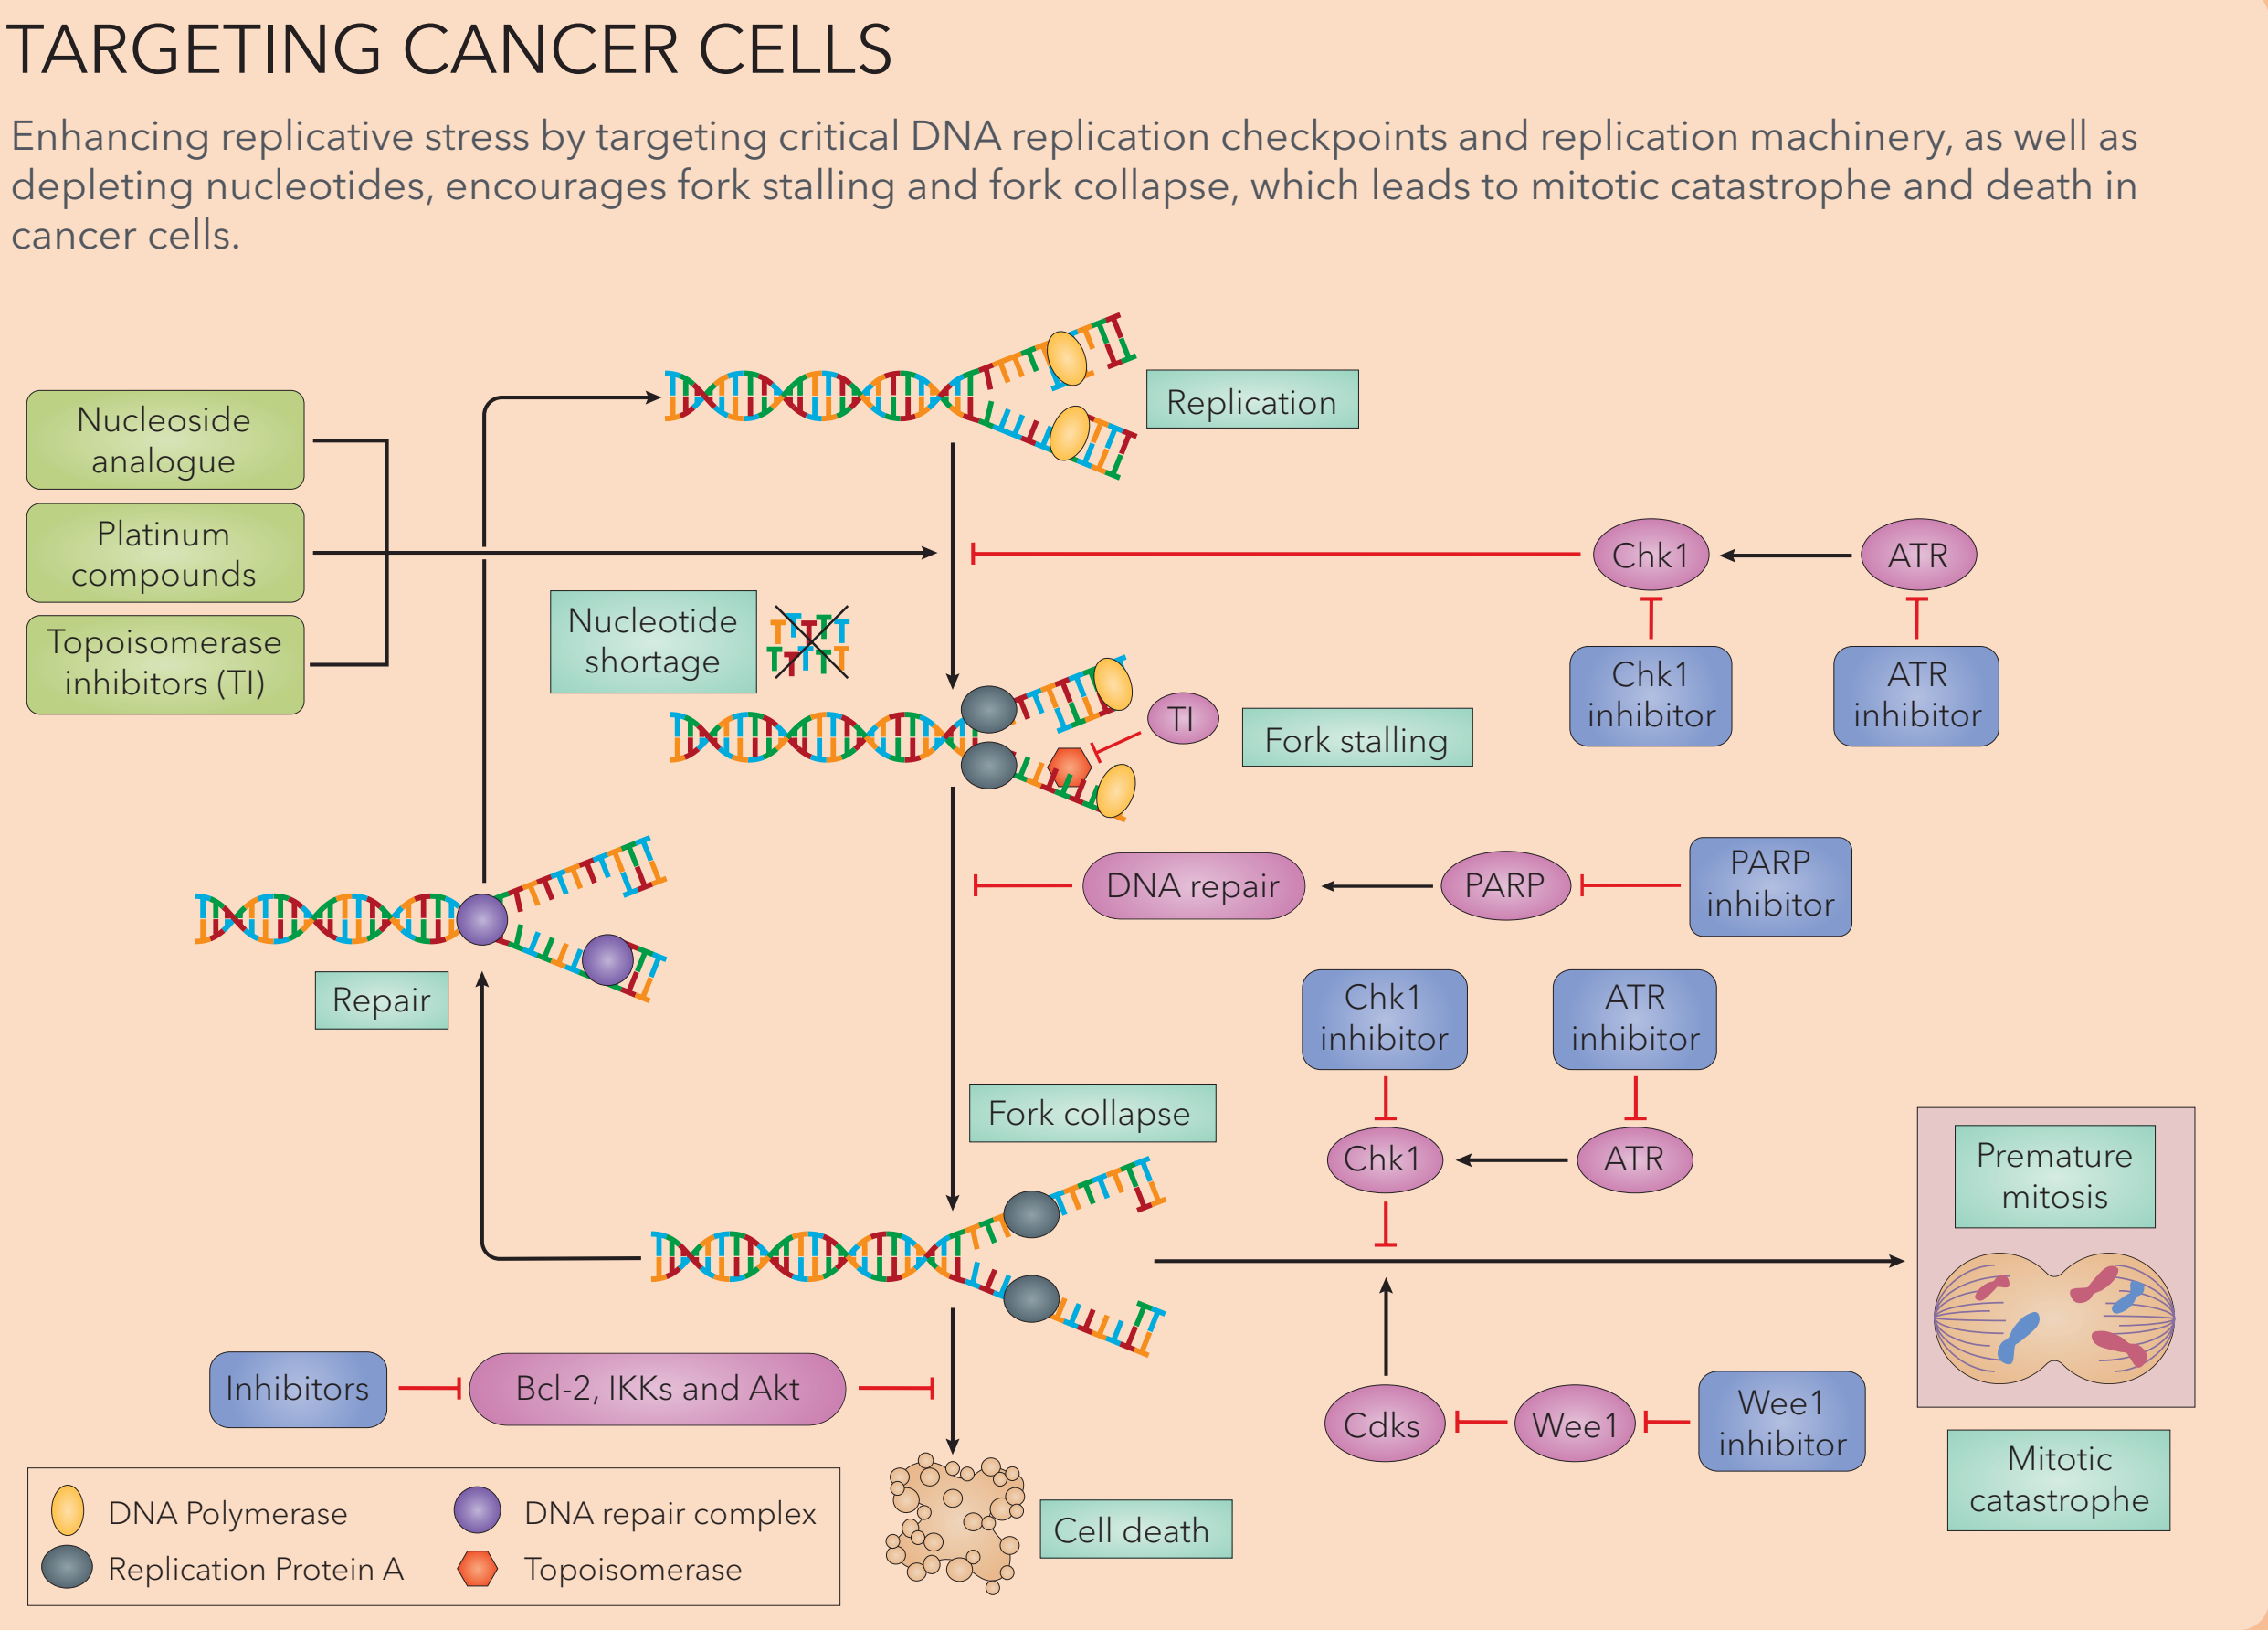 TARGETING CANCER CELLS
Enhancing replicative stress by targeting critical DNA replication checkpoints and replication machinery, as well as
depleting nucleotides, encourages fork stalling and fork collapse, which leads to mitotic catastrophe and death in
cancer cells.
Nucleoside
analogue
Platinum
compounds
Topoisomerase
inhibitors (TI)
Replication
Chk1
ATR
Chk1
inhibitor
ATR
inhibitor
Nucleotide
shortage
TI
Fork stalling
DNA repair
PARP
PARP
inhibitor
Repair
Chk1
inhibitor
ATR
inhibitor
Fork collapse
Chk1
ATR
Premature
mitosis
Inhibitors
Bcl-2, IKKs and Akt
Cdks
Wee1
Wee1
inhibitor
Mitotic
catastrophe
Cell death
DNA Polymerase
DNA repair complex
Replication Protein A
Topoisomerase